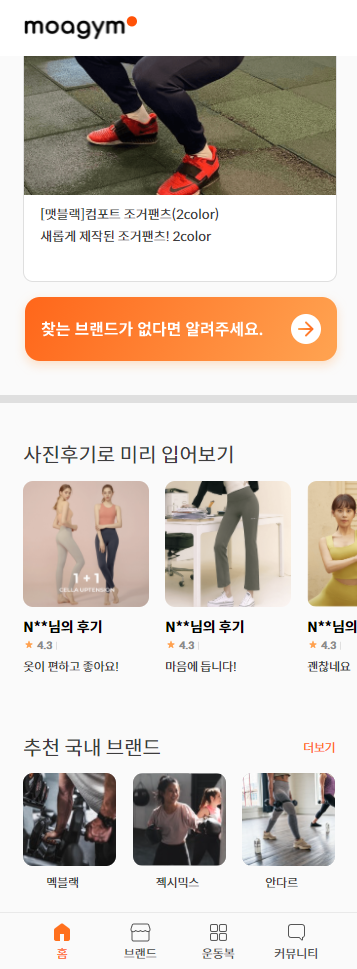 moagym
[맷블랙]컴포트 조거팬츠(2color)
새롭게 제작된 조거팬츠! 2color
찾는 브랜드가 없다면 알려주세요.
사진후기로 미리 입어보기
1+1
CELLA UPTENSION
N**님의 후기
4.3
옷이 편하고 좋아요!
N**님의 후기
4.3
마음에 듭니다!
N**님의
4.3
괜찮네요
추천 국내 브랜드
더보기
멕블랙
젝시믹스
안다르
홈
브랜드
운동복
커뮤니티